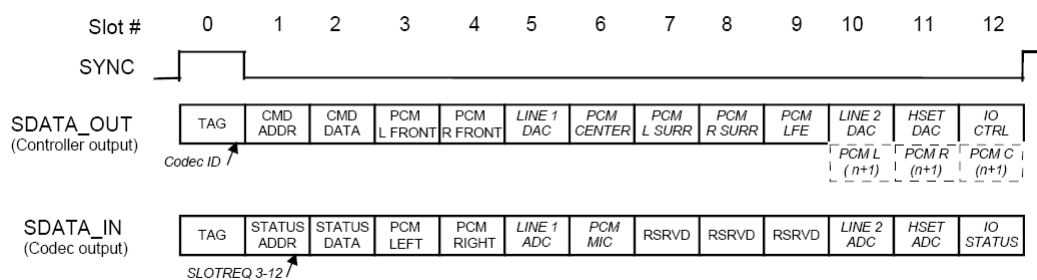 Slot # 0 1 2 3 4 5 6 7 8 9 10 11 12
SYNC
SDATA_OUT
(Controller output)
TAG
CMD ADDR
CMD DATA
PCM L FRONT
PCM R FRONT
LINE 1 DAC
PCM CENTER
PCM L SURR
PCM R SURR
PCM LFE
LINE 2 DAC
HSET DAC
IO CTRL
Codec ID
PCM L (n+1)
PCM R (n+1)
PCM C (n+1)
SDATA_IN
(Codec output)
TAG
STATUS ADDR
STATUS DATA
PCM LEFT
PCM RIGHT
LINE 1 ADC
PCM MIC
RSRVD
RSRVD
RSRVD
LINE 2 ADC
HSET ADC
IO STATUS
SLOTREQ 3-12